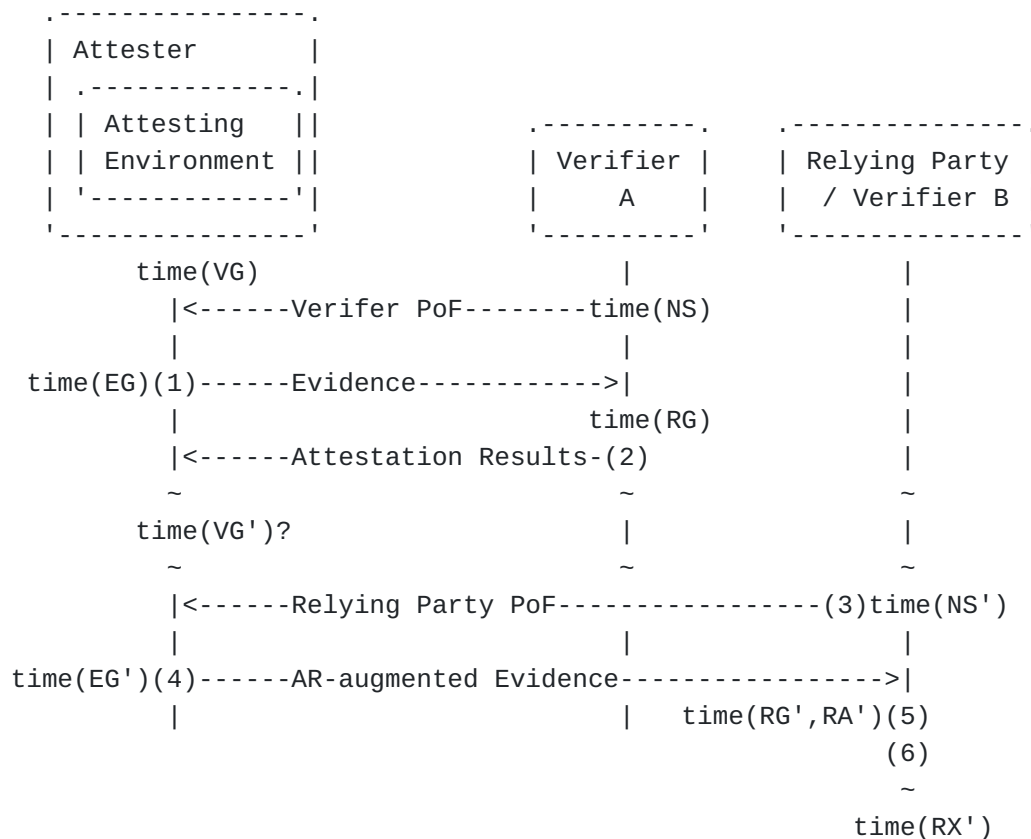 Attester
Attesting
Environment
Verifier
A
Relying Party
/ Verifier B
time(VG)
Verifer PoF
time(NS)
time(EG)(1)
Evidence
time(RG)
Attestation Results
(2)
time(VG')?
Relying Party PoF
(3)time(NS')
time(EG')(4)
AR-augmented Evidence
time(RG',RA')(5)
(6)
time(RX')